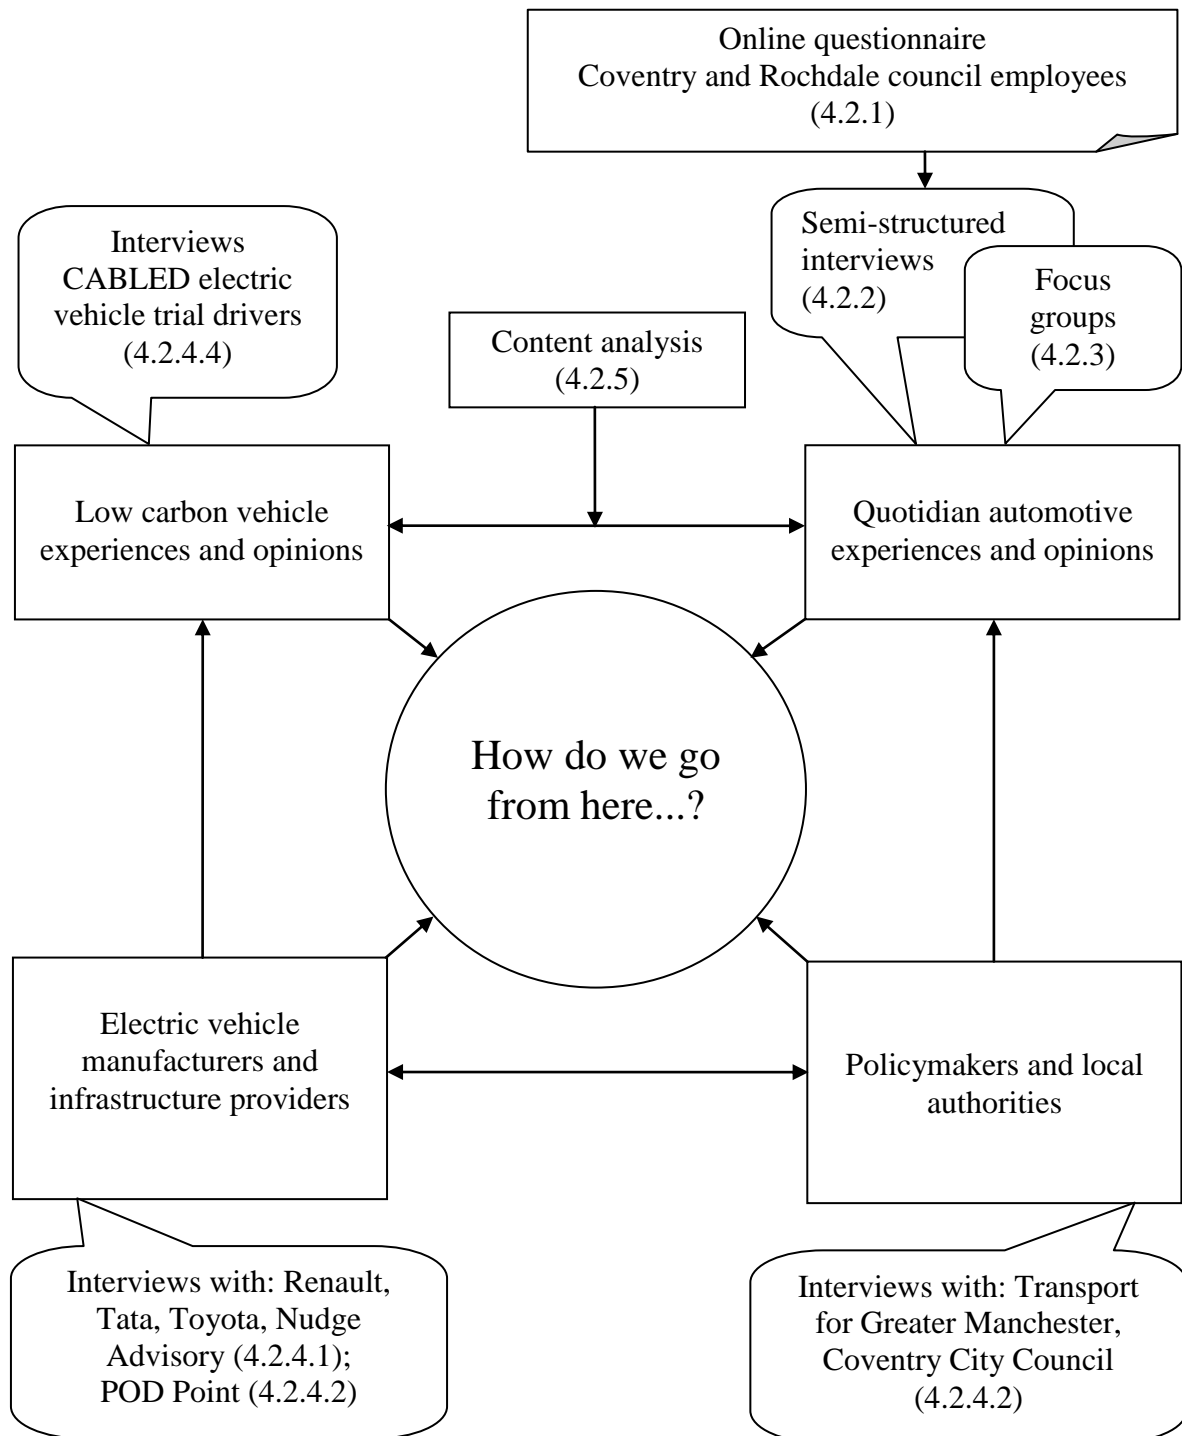 Online questionnaire
Coventry and Rochdale council employees
(4.2.1)
Interviews
CABLED electric
vehicle trial drivers
(4.2.4.4)
Semi-structured
interviews
(4.2.2)
Focus
groups
(4.2.3)
Content analysis
(4.2.5)
Low carbon vehicle
experiences and opinions
Quotidian automotive
experiences and opinions
How do we go
from here...?
Electric vehicle
manufacturers and
infrastructure providers
Policymakers and local
authorities
Interviews with: Renault,
Tata, Toyota, Nudge
Advisory (4.2.4.1);
POD Point (4.2.4.2)
Interviews with: Transport
for Greater Manchester,
Coventry City Council
(4.2.4.2)